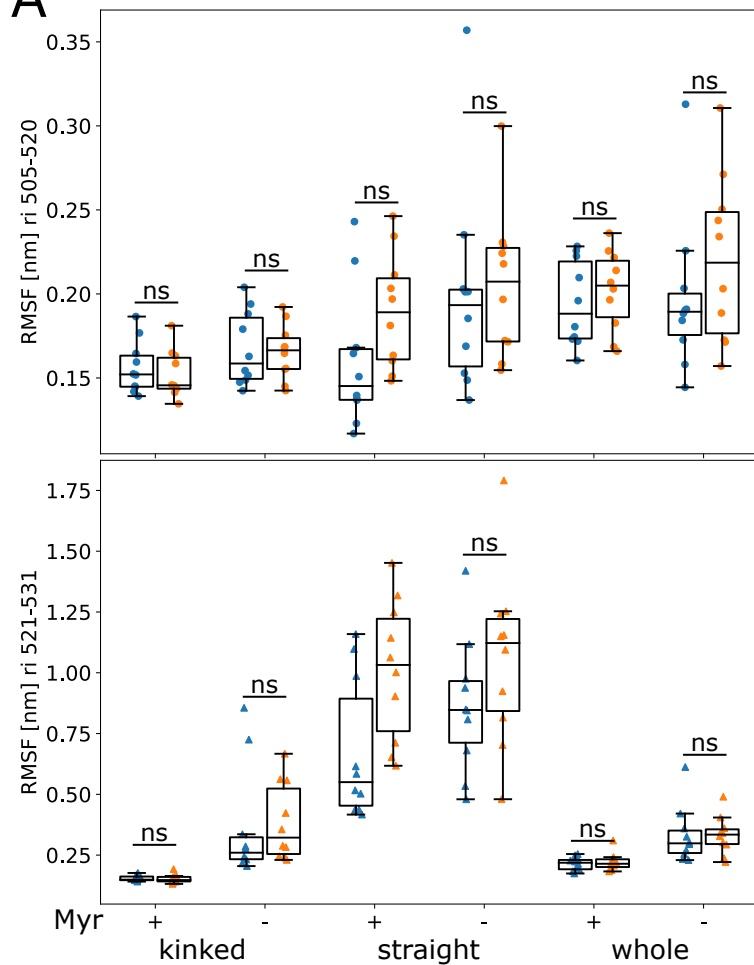 A
RMSF [nm] ri 505-520
0.35
0.30
0.25
0.20
0.15
ns
ns
ns
ns
ns
ns
RMSF [nm] ri 521-531
1.75
1.50
1.25
1.00
0.75
0.50
0.25
ns
ns
ns
ns
ns
Myr + - + - + -
kinked straight whole